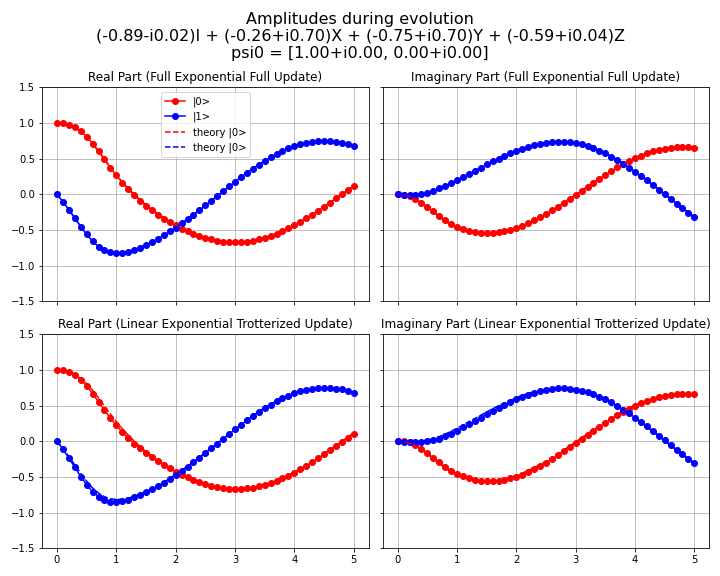 Amplitudes during evolution
(-0.89-i0.02)I + (-0.26+i0.70)X + (-0.75+i0.70)Y + (-0.59+i0.04)Z
psi0 = [1.00+i0.00, 0.00+i0.00]
Real Part (Full Exponential Full Update)
Imaginary Part (Full Exponential Full Update)
1.5
1.0
0.5
0.0
−0.5
−1.0
−1.5
|0>
|1>
theory |0>
theory |0>
Real Part (Linear Exponential Trotterized Update)
Imaginary Part (Linear Exponential Trotterized Update)
1.5
1.0
0.5
0.0
−0.5
−1.0
−1.5
0 1 2 3 4 5
0 1 2 3 4 5